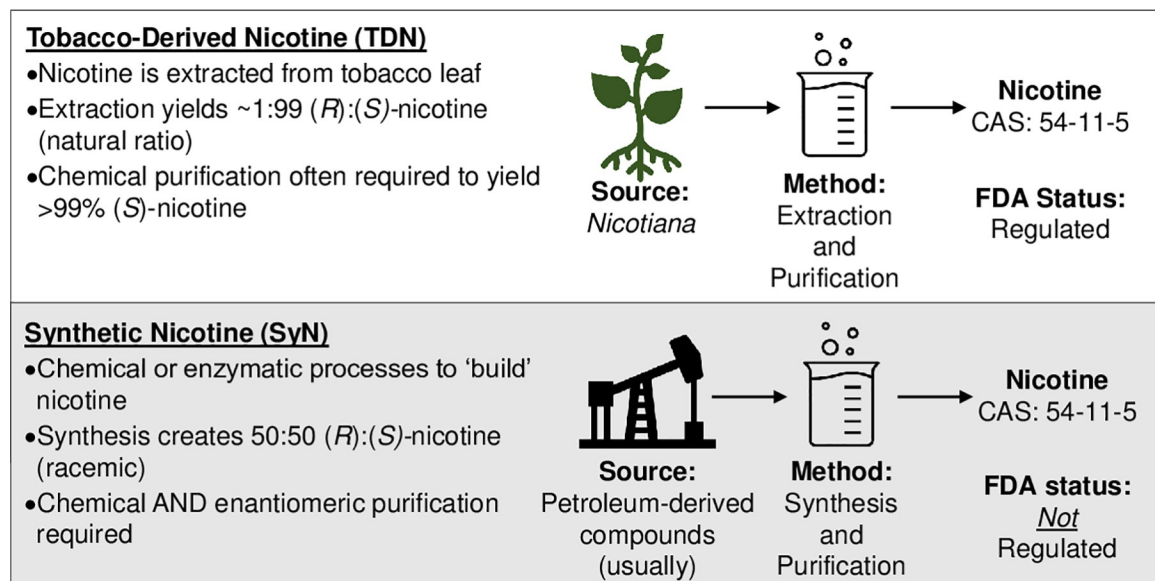 Tobacco-Derived Nicotine (TDN)
•Nicotine is extracted from tobacco leaf
•Extraction yields ~1:99 (R):(S)-nicotine
(natural ratio)
•Chemical purification often required to yield
>99% (S)-nicotine
Source:
Nicotiana
Method:
Extraction
and
Purification
Nicotine
CAS: 54-11-5
FDA Status:
Regulated
Synthetic Nicotine (SyN)
•Chemical or enzymatic processes to ‘build’
nicotine
•Synthesis creates 50:50 (R):(S)-nicotine
(racemic)
•Chemical AND enantiomeric purification
required
Source:
Petroleum-derived
compounds
(usually)
Method:
Synthesis
and
Purification
Nicotine
CAS: 54-11-5
FDA status:
Not
Regulated